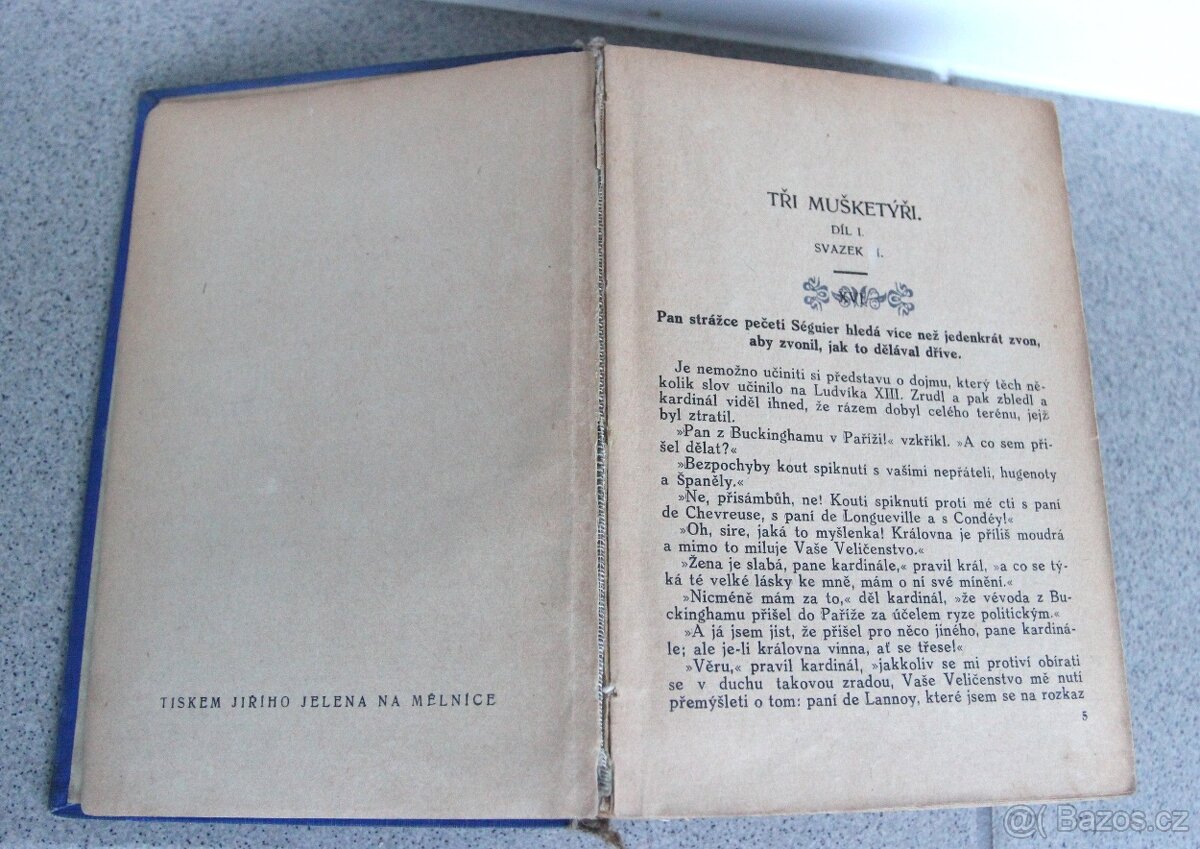 TISKEM JIŘÍHO JELENA NA MĚLNICE
TŘI MUŠKETÝŘI.
DÍL I.
SVAZEK I.
XVI.
Pan strážce pečeti Séguier hledá více než jedenkrát zvon,
aby zvonil, jak to dělával dříve.
Je nemožno učiniti si představu o dojmu, který těch ně-
kolik slov učinilo na Ludvíka XIII. Zrudl a pak zbledl a
kardinál viděl ihned, že rázem dobyl celého terénu, jejž
byl ztratil.
»Pan z Buckinghamu v Paříži!« vzkřikl. »A co sem při-
šel dělat?«
»Bezpochyby kout spiknutí s vašimi nepřáteli, hugenoty
a Španěly.«
»Ne, přisámbůh, ne! Kouti spiknutí proti mé cti s paní
de Chevreuse, s paní de Longueville a s Condéy!«
»Oh, sire, jaká to myšlenka! Královna je příliš moudrá
a mimo to miluje Vaše Veličenstvo.«
»Žena je slabá, pane kardinále,« pravil král, »a co se tý-
ká té velké lásky ke mně, mám o ní své mínění.«
»Nicméně mám za to,« děl kardinál, »že vévoda z Bu-
ckinghamu přišel do Paříže za účelem ryze politickým.«
»A já jsem jist, že přišel pro něco jiného, pane kardiná-
le; ale je-li královna vinna, ať se třese!«
»Věru,« pravil kardinál, »jakkoliv se mi protiví obírati
se v duchu takovou zradou, Vaše Veličenstvo mě nutí
přemýšleti o tom: paní de Lannoy, které jsem se na rozkaz
5
@( Bazos.cz